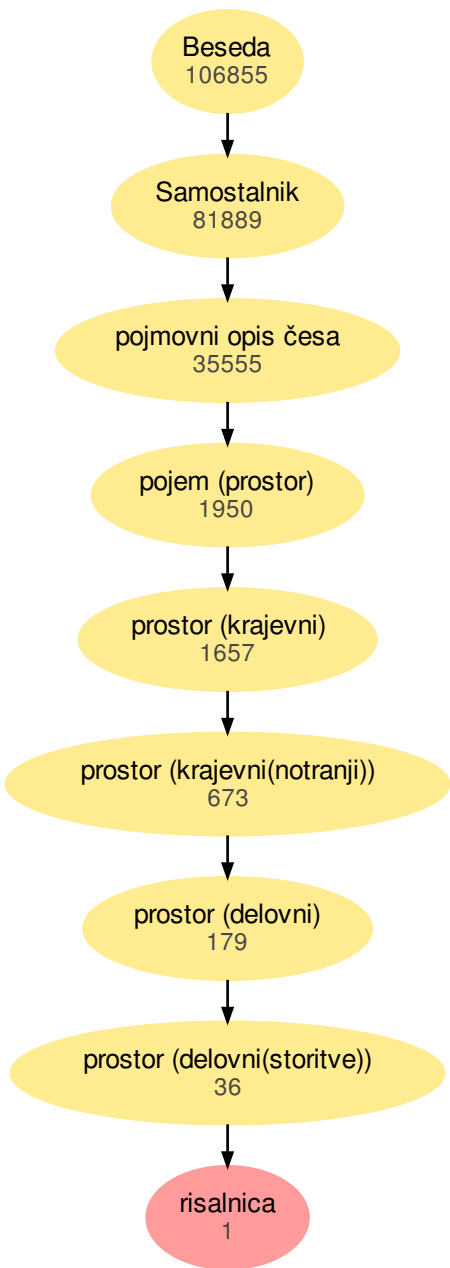 Beseda
106855
Samostalnik
81889
pojmovni opis česa
35555
pojem (prostor)
1950
prostor (krajevni)
1657
prostor (krajevni(notranji))
673
prostor (delovni)
179
prostor (delovni(storitve))
36
risalnica
1